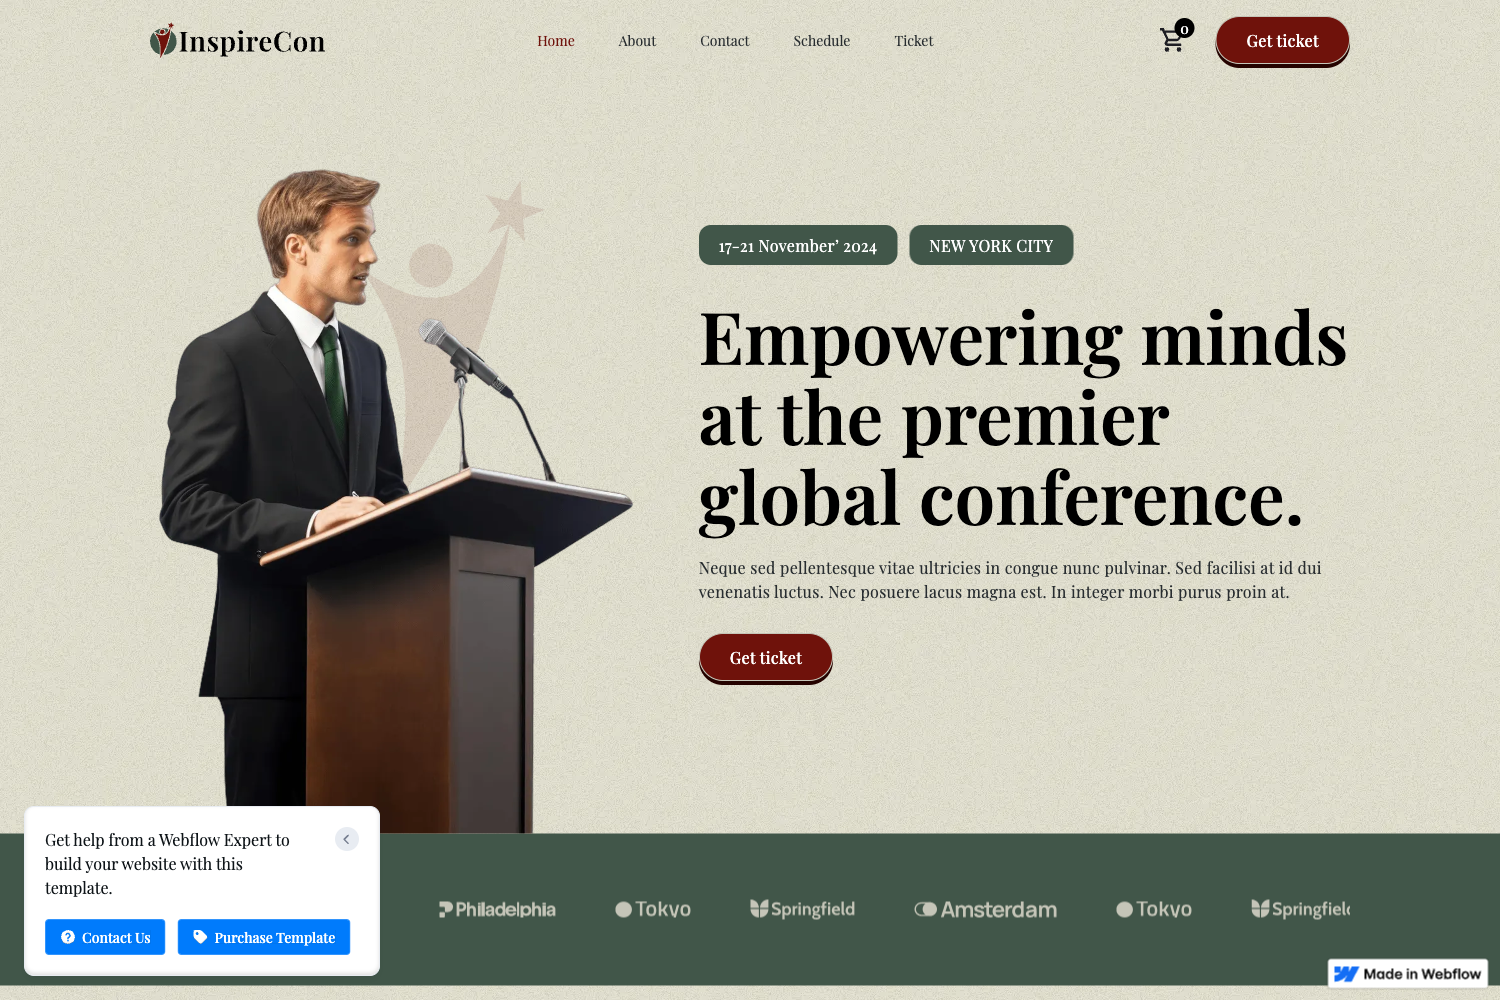 InspireCon
Home
About
Contact
Schedule
Ticket
0
Get ticket
17-21 November’ 2024
NEW YORK CITY
Empowering minds
at the premier
global conference.
Neque sed pellentesque vitae ultricies in congue nunc pulvinar. Sed facilisi at id dui
venenatis luctus. Nec posuere lacus magna est. In integer morbi purus proin at.
Get ticket
Get help from a Webflow Expert to
build your website with this
template.
Contact Us
Purchase Template
Philadelphia
Tokyo
Springfield
Amsterdam
Tokyo
Springfield
Made in Webflow